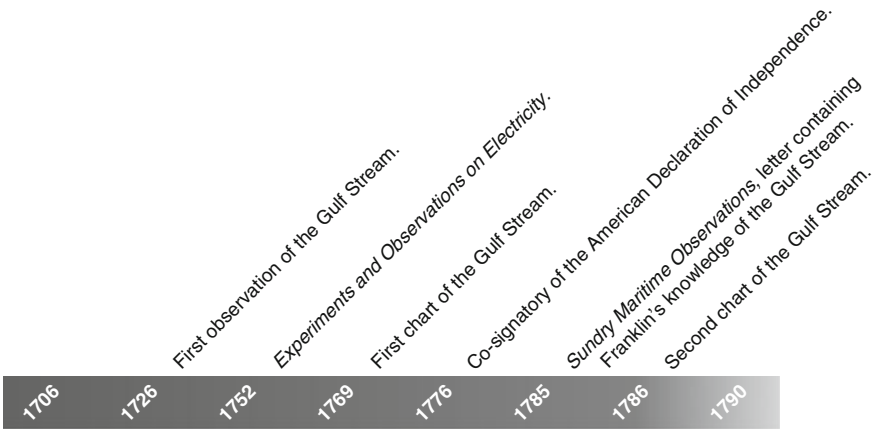 First observation of the Gulf Stream.
Experiments and Observations on Electricity.
First chart of the Gulf Stream.
Co-signatory of the American Declaration of Independence.
Sundry Maritime Observations, letter containing
Franklin's knowledge of the Gulf Stream.
Second chart of the Gulf Stream.
1706
1726
1752
1769
1776
1785
1786
1790